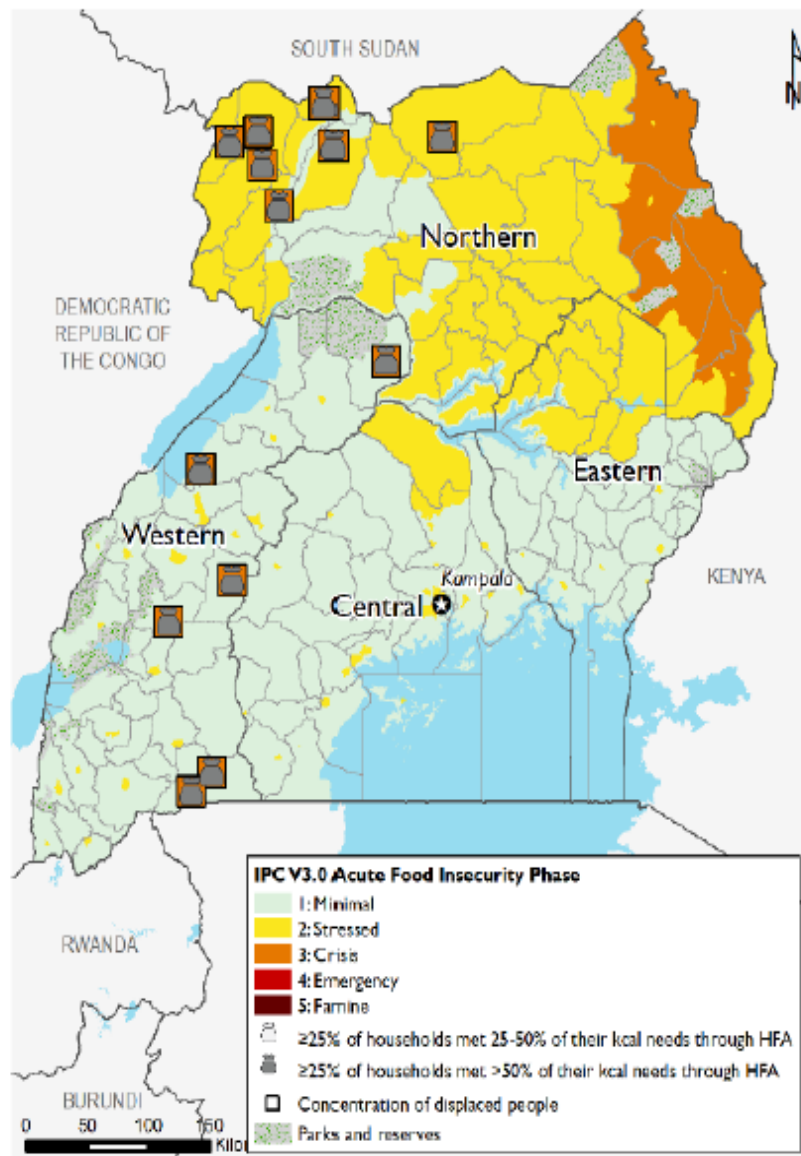 SOUTH SUDAN
N
Northern
DEMOCRATIC
REPUBLIC OF
THE CONGO
Eastern
Western
Kampala
KENYA
Central
IPC V3.0 Acute Food Insecurity Phase
1: Minimal
2: Stressed
3: Crisis
4: Emergency
5: Famine
≥25% of households met 25-50% of their kcal needs through HFA
≥25% of households met >50% of their kcal needs through HFA
Concentration of displaced people
Parks and reserves
RWANDA
BURUNDI
0 50 100 150
Kilo